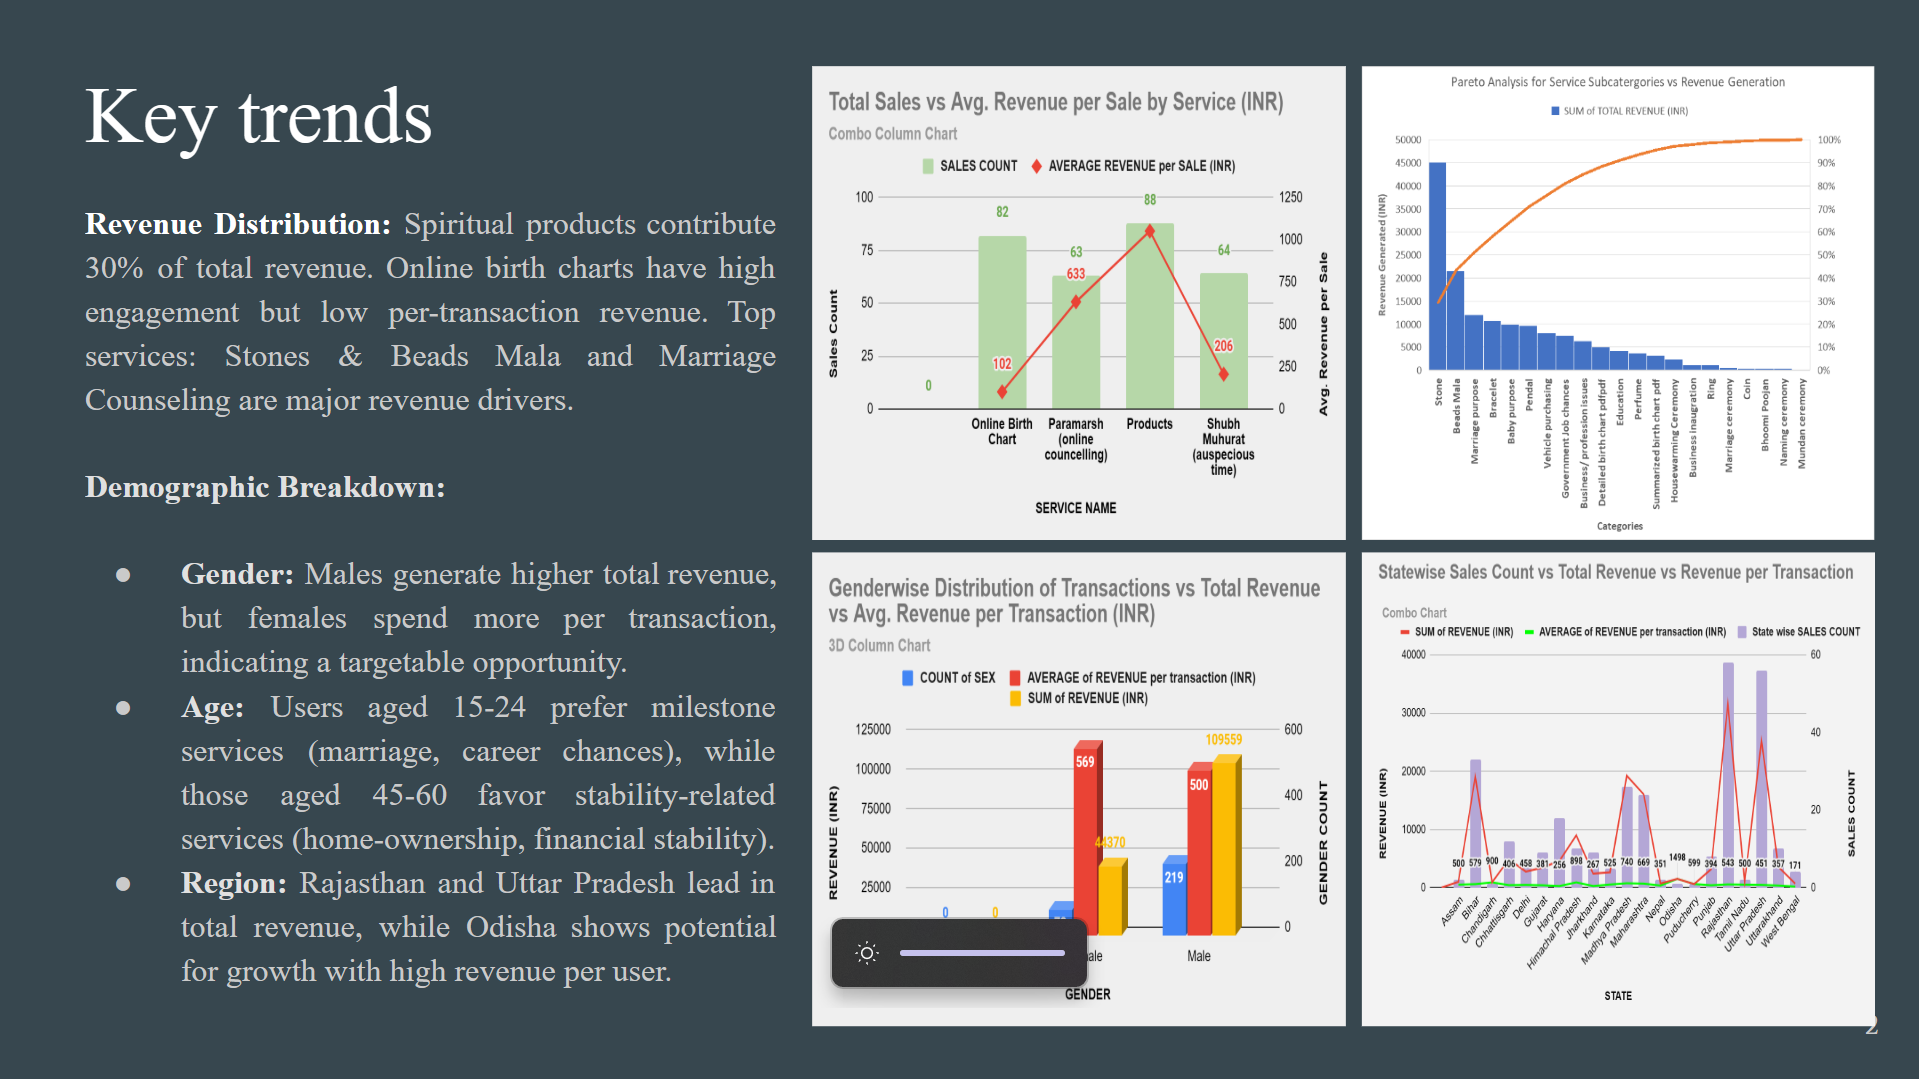 Key trends
Revenue Distribution: Spiritual products contribute
30% of total revenue. Online birth charts have high
engagement but low per-transaction revenue. Top
services: Stones & Beads Mala and Marriage
Counseling are major revenue drivers.
Demographic Breakdown:
● Gender: Males generate higher total revenue,
but females spend more per transaction,
indicating a targetable opportunity.
● Age: Users aged 15-24 prefer milestone
services (marriage, career chances), while
those aged 45-60 favor stability-related
services (home-ownership, financial stability).
● Region: Rajasthan and Uttar Pradesh lead in
total revenue, while Odisha shows potential
for growth with high revenue per user.
Total Sales vs Avg. Revenue per Sale by Service (INR)
Combo Column Chart
SALES COUNT AVERAGE REVENUE per SALE (INR)
Sales Count
100
75
50
25
0
0
82
63
88
64
102
633
206
1250
1000
750
500
250
0
Avg. Revenue per Sale
Online Birth Chart
Paramarsh (online councelling)
Products
Shubh Muhurat (auspecious time)
SERVICE NAME
Pareto Analysis for Service Subcatergories vs Revenue Generation
SUM of TOTAL REVENUE (INR)
Revenue Generated (INR)
50000
45000
40000
35000
30000
25000
20000
15000
10000
5000
0
100%
90%
80%
70%
60%
50%
40%
30%
20%
10%
0%
Stone
Beads Mala
Marriage purpose
Bracelet
Baby purpose
Pendal
Vehicle purchasing
Government Job chances
Business/ profession issues
Detailed birth chart pdfpdf
Education
Perfume
Summarized birth chart pdf
Housewarming Ceremony
Business inaugration
Ring
Marriage ceremony
Coin
Bhoomi Poojan
Naming ceremony
Mundan ceremony
Categories
Genderwise Distribution of Transactions vs Total Revenue
vs Avg. Revenue per Transaction (INR)
3D Column Chart
COUNT of SEX AVERAGE of REVENUE per transaction (INR)
SUM of REVENUE (INR)
REVENUE (INR)
125000
100000
75000
50000
25000
0
0
569
44370
219
500
109559
600
400
200
0
GENDER COUNT
ale
Male
GENDER
Statewise Sales Count vs Total Revenue vs Revenue per Transaction
Combo Chart
SUM of REVENUE (INR) AVERAGE of REVENUE per transaction (INR) State wise SALES COUNT
REVENUE (INR)
40000
30000
20000
10000
0
500 579 900 406 458 381 256 898 267 525 740 669 351 1498 599 394 543 500 451 357 171
60
40
20
0
SALES COUNT
Assam
Bihar
Chandigarh
Chhattisgarh
Delhi
Gujarat
Haryana
Himachal Pradesh
Jharkhand
Karnataka
Madhya Pradesh
Maharashtra
Nepal
Odisha
Puducherry
Punjab
Rajasthan
Tamil Nadu
Uttar Pradesh
Uttarakhand
West Bengal
STATE
2